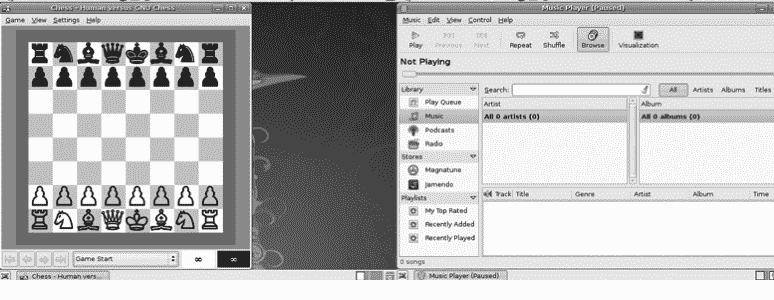 Chess - Human versus GNU Chess
Game View Settings Help
Game Start
∞ ∞
Chess - Human vers...
Music Player (Paused)
Music Edit View Control Help
Play Previous Next Repeat Shuffle Browse Visualization
Not Playing
Library
Play Queue
Music
Podcasts
Radio
Stores
Magnatune
Jamendo
Playlists
My Top Rated
Recently Added
Recently Played
Search: All Artists Albums Titles
Artist Album
All 0 artists (0) All 0 albums (0)
Track Title Genre Artist Album Time
0 songs
Music Player (Paused)